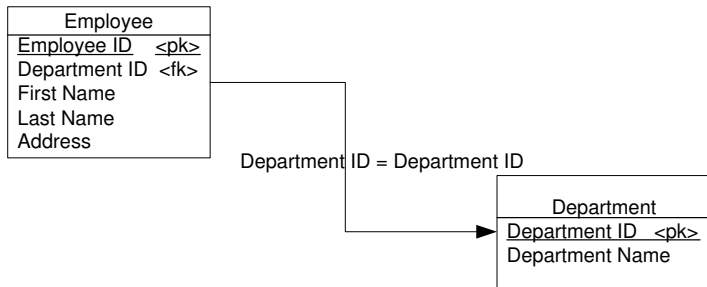 Employee
Employee ID <pk>
Department ID <fk>
First Name
Last Name
Address
Department ID = Department ID
Department
Department ID <pk>
Department Name